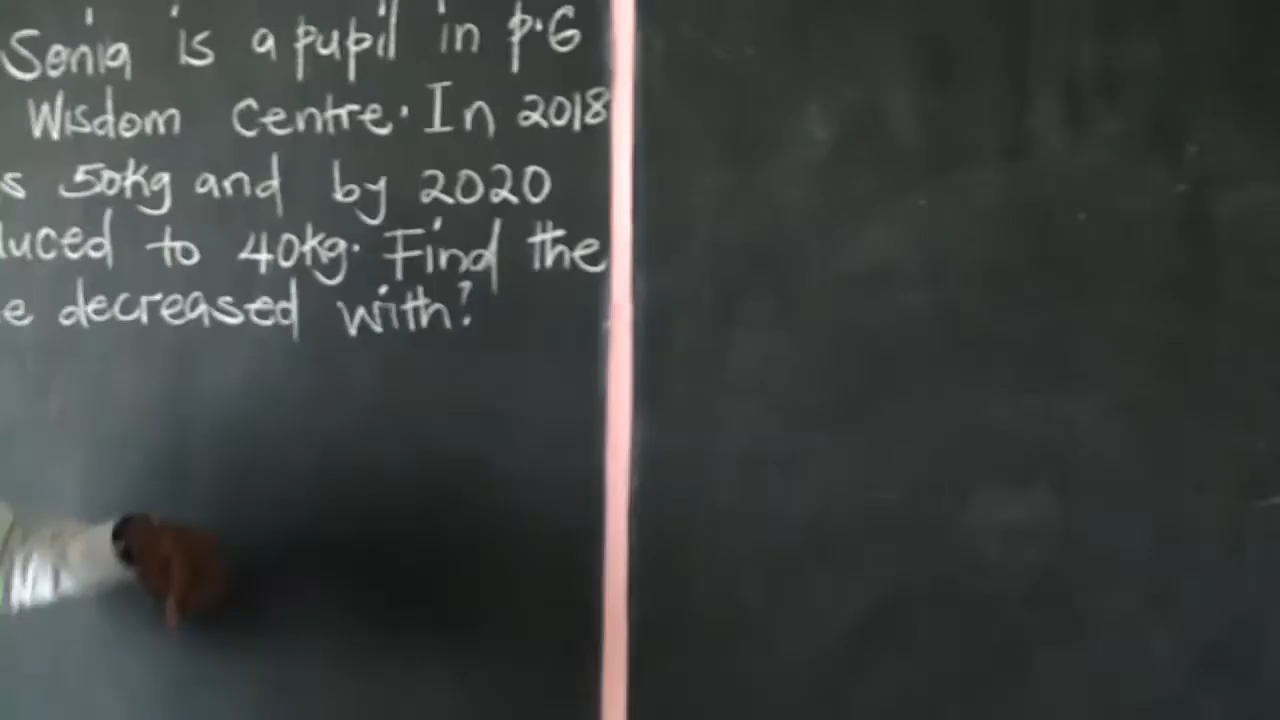 Sonia is a pupil in p.6
Wisdom Centre. In 2018
s 50kg and by 2020
luced to 40kg. Find the
e decreased with?